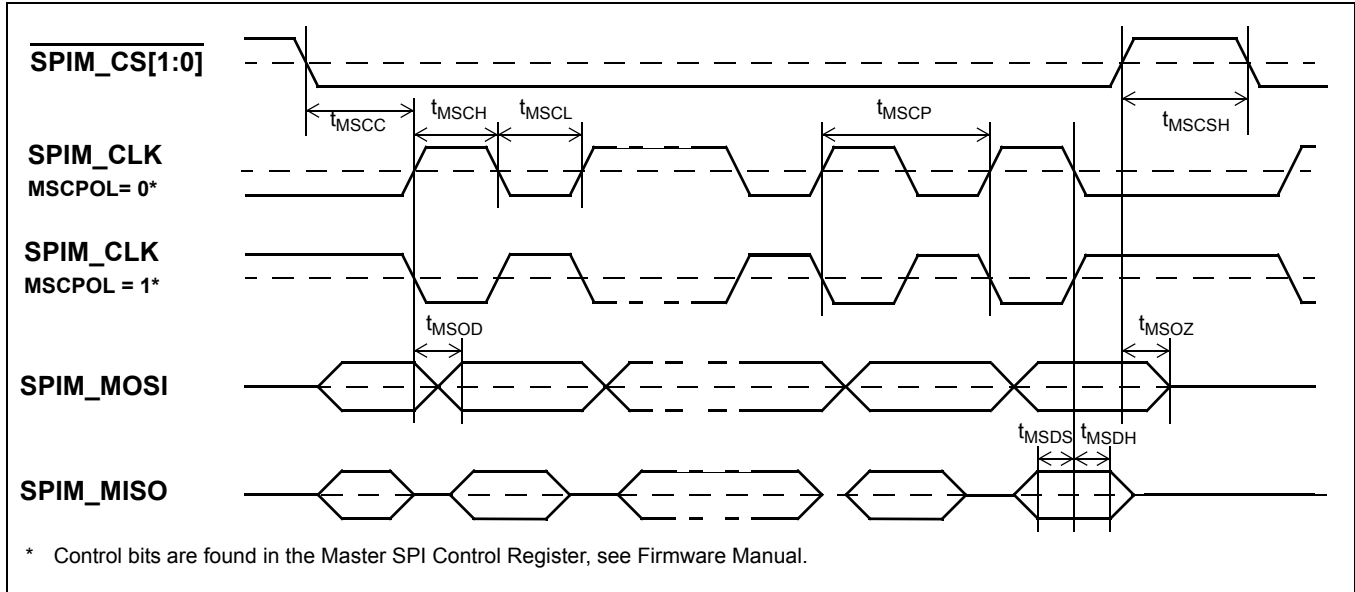 SPIM_CS[1:0]
tMSCC
tMSCH
tMSCL
tMSCP
tMSCSH
SPIM_CLK
MSCPOL= 0*
SPIM_CLK
MSCPOL = 1*
tMSOD
tMSOZ
SPIM_MOSI
tMSDS
tMSDH
SPIM_MISO
* Control bits are found in the Master SPI Control Register, see Firmware Manual.